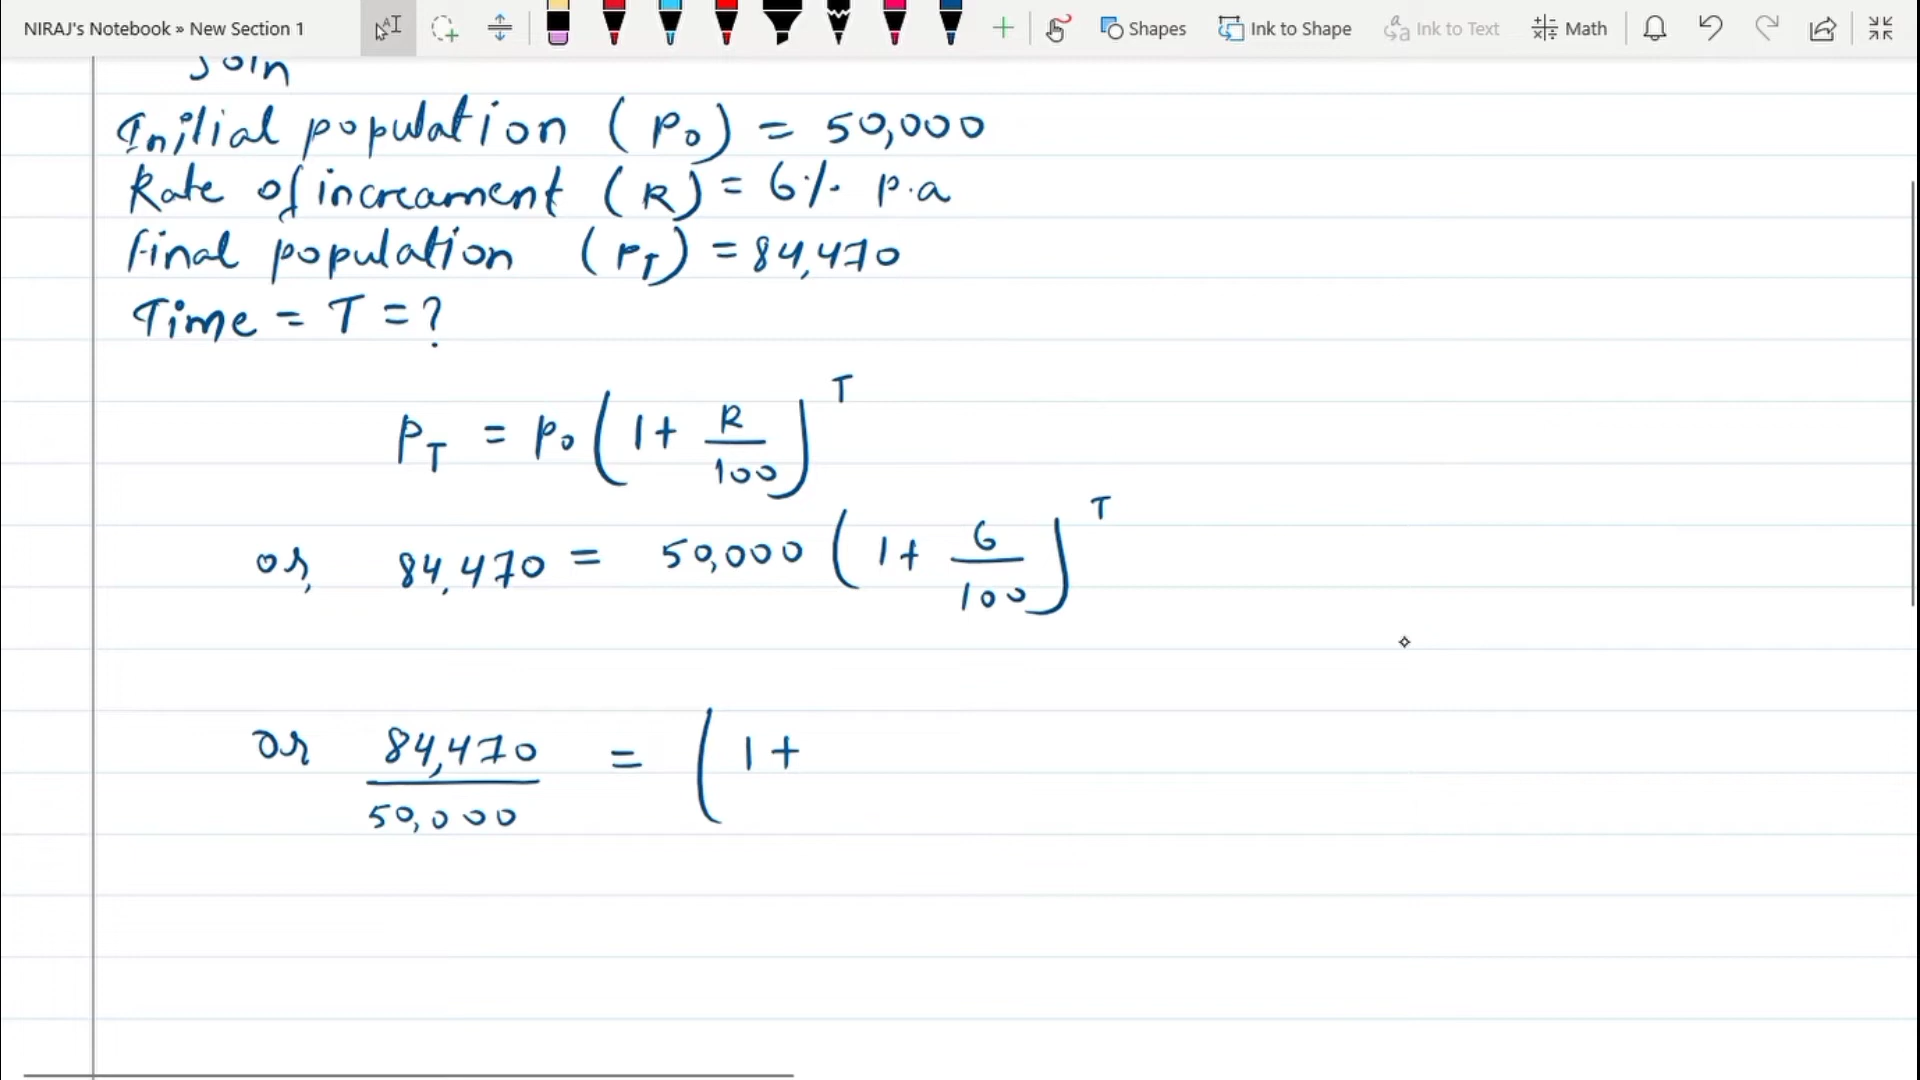 NIRAJ's Notebook » New Section 1 Shapes Ink to Shape Ink to Text Math
Initial population ( P₀ ) = 50,000
Rate of increament ( R ) = 6% p.a
final population ( P_T ) = 84,470
Time = T = ?
P_T = P₀ ( 1 + R/100 )^T
or, 84,470 = 50,000 ( 1 + 6/100 )^T
or 84,470/50,000 = ( 1 +